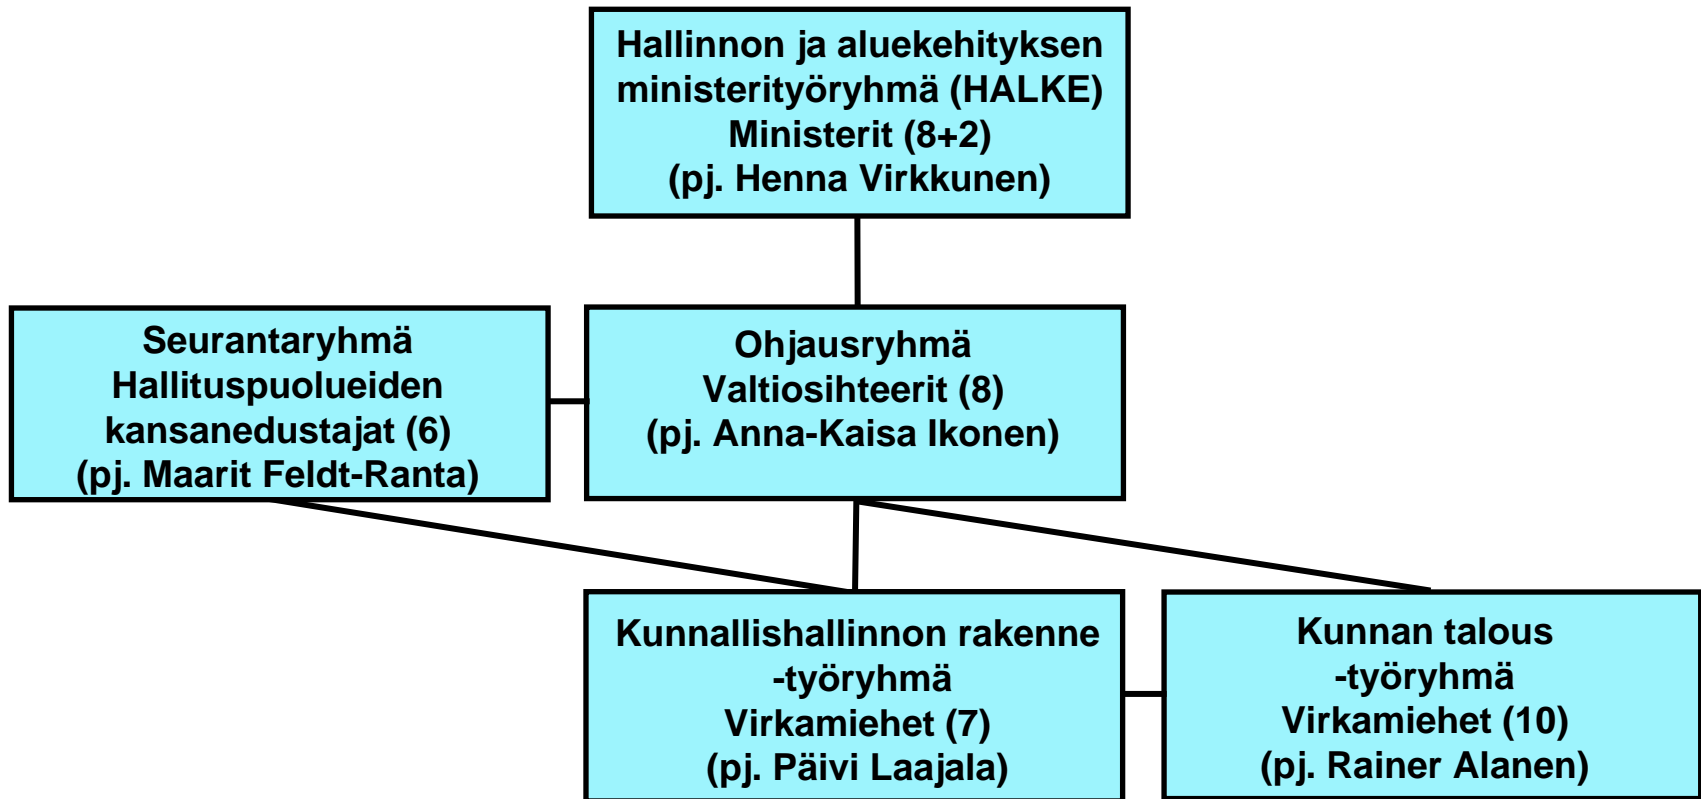 Hallinnon ja aluekehityksen
ministerityöryhmä (HALKE)
Ministerit (8+2)
(pj. Henna Virkkunen)
Seurantaryhmä
Hallituspuolueiden
kansanedustajat (6)
(pj. Maarit Feldt-Ranta)
Ohjausryhmä
Valtiosihteerit (8)
(pj. Anna-Kaisa Ikonen)
Kunnallishallinnon rakenne
-työryhmä
Virkamiehet (7)
(pj. Päivi Laajala)
Kunnan talous
-työryhmä
Virkamiehet (10)
(pj. Rainer Alanen)